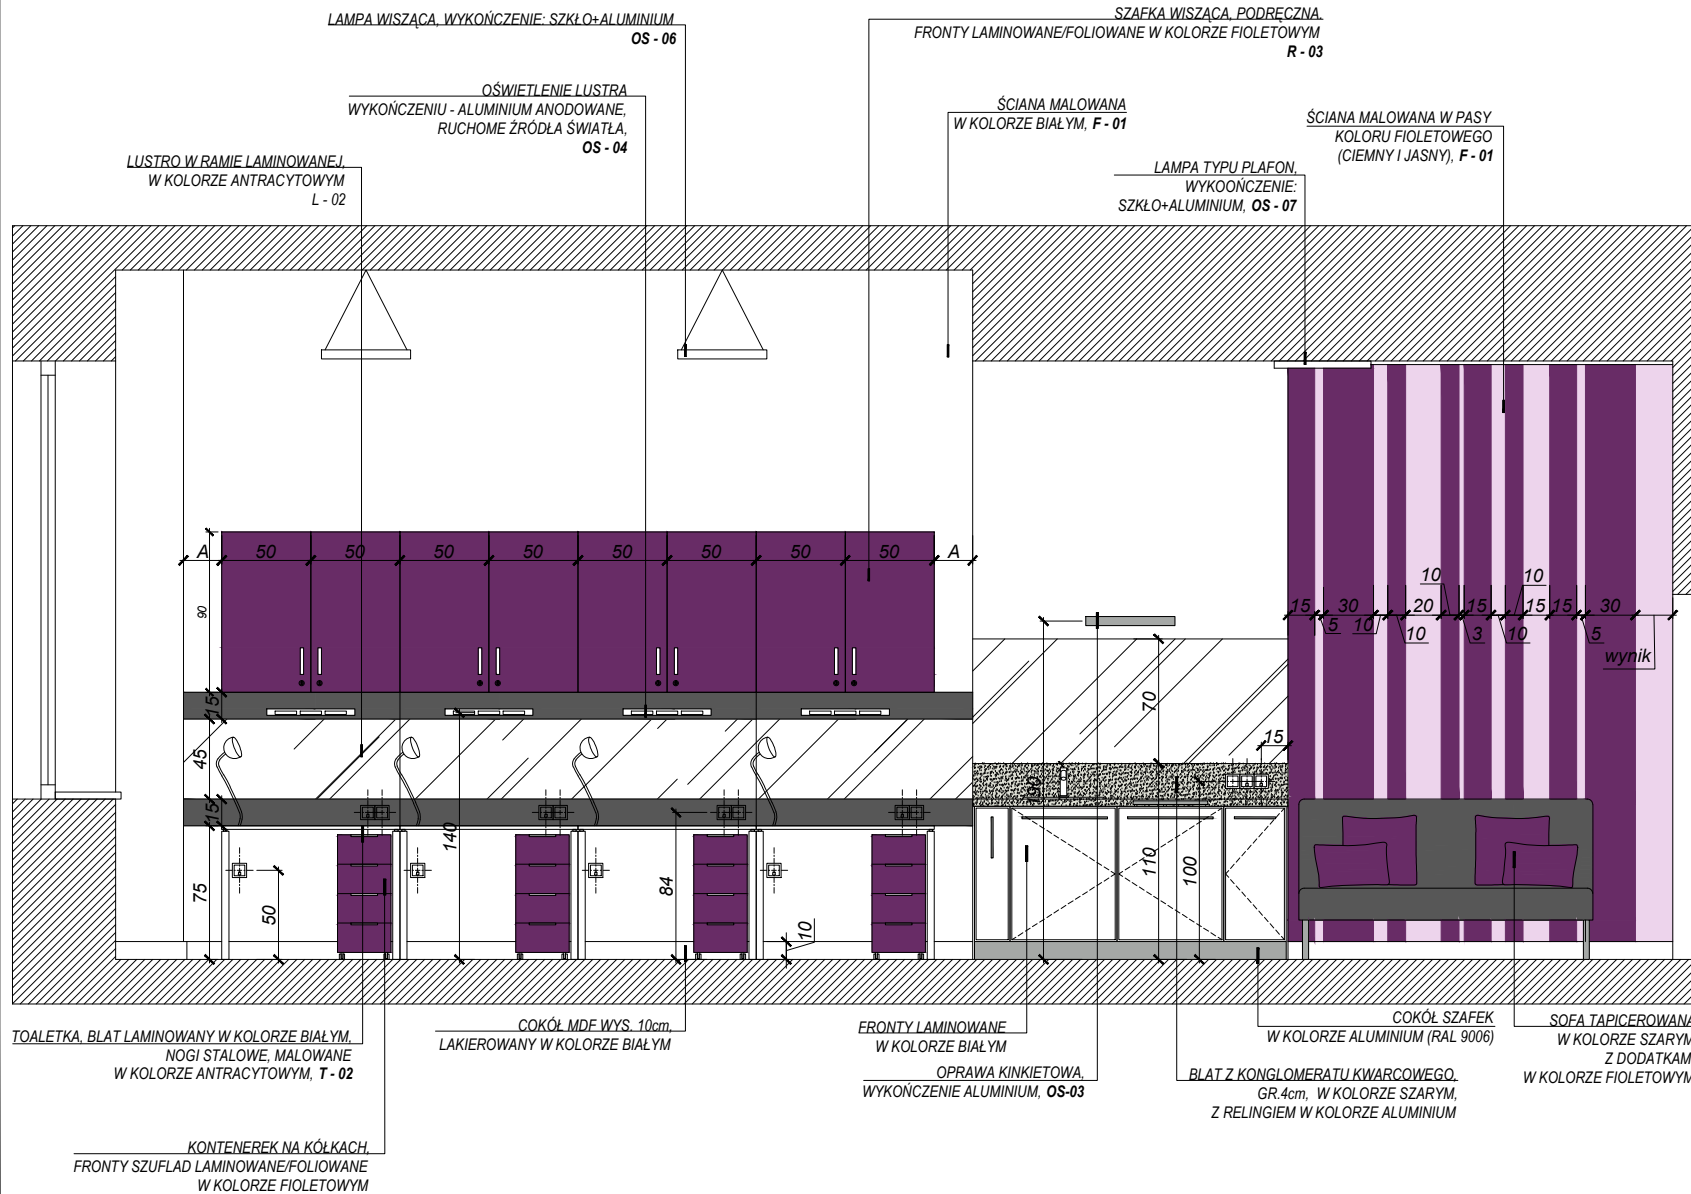 LAMPA WISZĄCA, WYKOŃCZENIE: SZKŁO+ALUMINIUM
OS - 06
SZAFKA WISZĄCA, PODRĘCZNA,
FRONTY LAMINOWANE/FOLIOWANE W KOLORZE FIOLETOWYM
R - 03
OŚWIETLENIE LUSTRA
WYKOŃCZENIU - ALUMINIUM ANODOWANE,
RUCHOME ŹRÓDŁA ŚWIATŁA,
OS - 04
ŚCIANA MALOWANA
W KOLORZE BIAŁYM, F - 01
ŚCIANA MALOWANA W PASY
KOLORU FIOLETOWEGO
(CIEMNY I JASNY), F - 01
LUSTRO W RAMIE LAMINOWANEJ,
W KOLORZE ANTRACYTOWYM
L - 02
LAMPA TYPU PLAFON,
WYKOOŃCZENIE:
SZKŁO+ALUMINIUM, OS - 07
A 50 50 50 50 50 50 50 50 A
90
15
45
15
75
50
140
84
10
190
70
15
110
100
10 10
15 30 20 15 15 15 30
5 10 10 3 10 5
wynik
TOALETKA, BLAT LAMINOWANY W KOLORZE BIAŁYM,
NOGI STALOWE, MALOWANE
W KOLORZE ANTRACYTOWYM, T - 02
COKÓŁ MDF WYS. 10cm,
LAKIEROWANY W KOLORZE BIAŁYM
FRONTY LAMINOWANE
W KOLORZE BIAŁYM
OPRAWA KINKIETOWA,
WYKOŃCZENIE ALUMINIUM, OS-03
COKÓŁ SZAFEK
W KOLORZE ALUMINIUM (RAL 9006)
BLAT Z KONGLOMERATU KWARCOWEGO,
GR.4cm, W KOLORZE SZARYM,
Z RELINGIEM W KOLORZE ALUMINIUM
SOFA TAPICEROWANA
W KOLORZE SZARYM
Z DODATKAM
W KOLORZE FIOLETOWYM
KONTENEREK NA KÓŁKACH,
FRONTY SZUFLAD LAMINOWANE/FOLIOWANE
W KOLORZE FIOLETOWYM